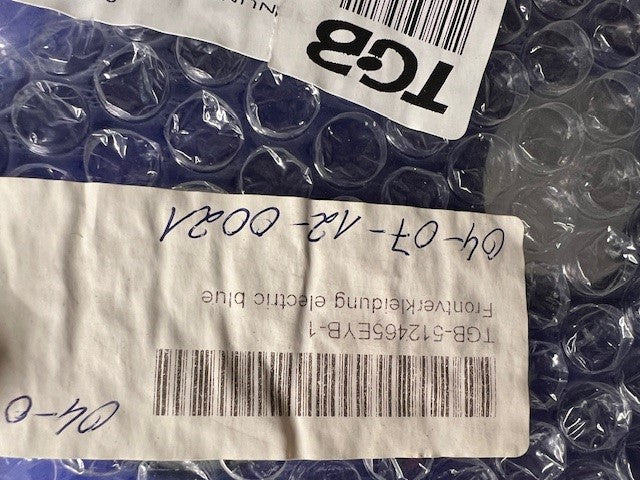 04-0
TGB-512465EYB-1
Frontverkleidung electric blue
04-07-12-0021
TGB